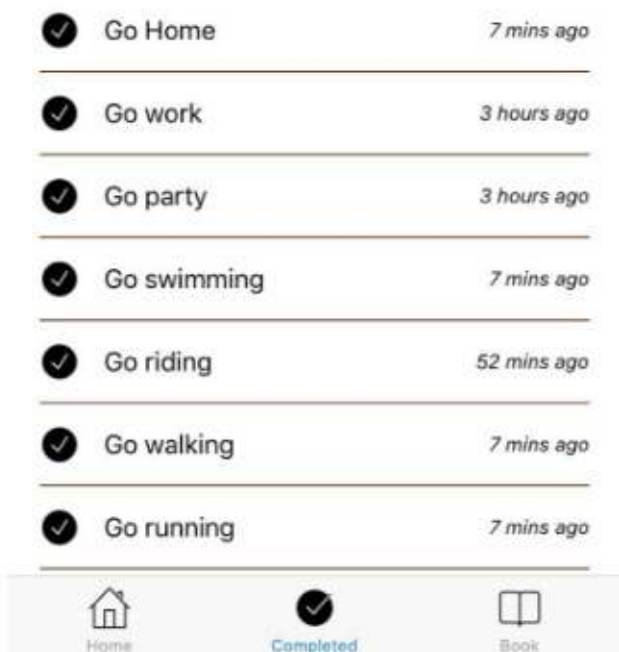 Go Home 7 mins ago
Go work 3 hours ago
Go party 3 hours ago
Go swimming 7 mins ago
Go riding 52 mins ago
Go walking 7 mins ago
Go running 7 mins ago
Home Completed Book